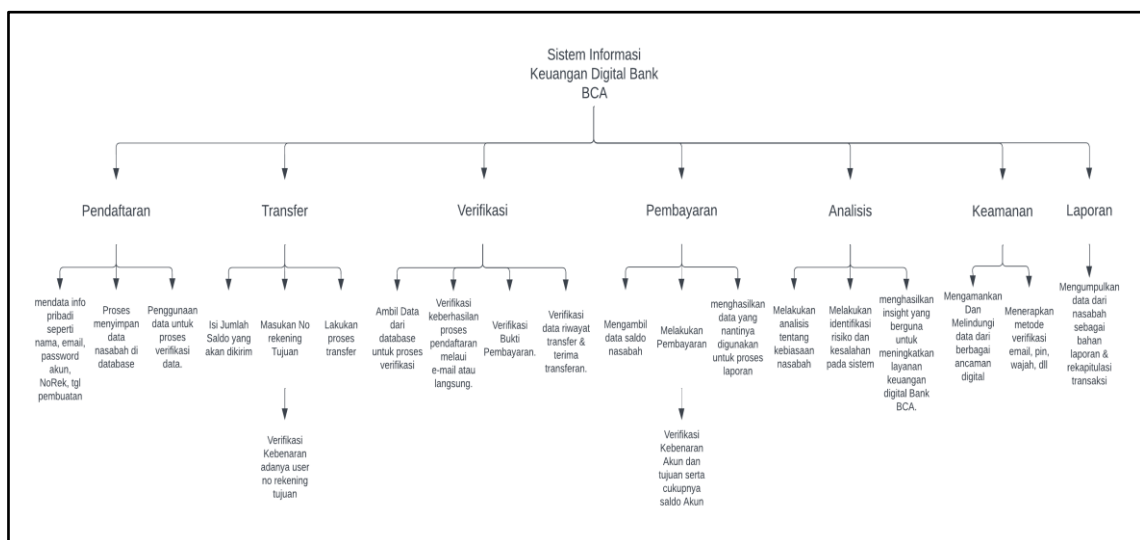 Sistem Informasi
Keuangan Digital Bank
BCA
Pendaftaran
Transfer
Verifikasi
Pembayaran
Analisis
Keamanan
Laporan
mendata info
pribadi
seperti
nama, email,
password
akun,
NoRek, tgl
pembuatan
Proses
menyimpan
data
nasabah di
database
Penggunaan
data untuk
proses
verifikasi
data.
Isi Jumlah
Saldo yang
akan dikirim
Masukan No
rekening
Tujuan
Lakukan
proses
transfer
Verifikasi
Kebenaran
adanya user
no rekening
tujuan
Ambil Data
dari
database
untuk proses
verifikasi
Verifikasi
keberhasilan
proses
pendaftaran
melaui
e-mail atau
langsung.
Verifikasi
Bukti
Pembayaran.
Verifikasi
data riwayat
transfer &
terima
transferan.
Mengambil
data saldo
nasabah
Melakukan
Pembayaran
menghasilkan
data yang
nantinya
digunakan
untuk proses
laporan
Verifikasi
Kebenaran
Akun dan
tujuan serta
cukupnya
saldo Akun
Melakukan
analisis
tentang
kebiasaan
nasabah
Melakukan
identifikasi
risiko dan
kesalahan
pada sistem
menghasilkan
insight yang
berguna
untuk
meningkatkan
layanan
keuangan
digital Bank
BCA.
Mengamankan
Dan
Melindungi
data dari
berbagai
ancaman
digital
Menerapkan
metode
verifikasi
email, pin,
wajah, dll
Mengumpulkan
data dari
nasabah
sebagai
bahan
laporan &
rekapitulasi
transaksi